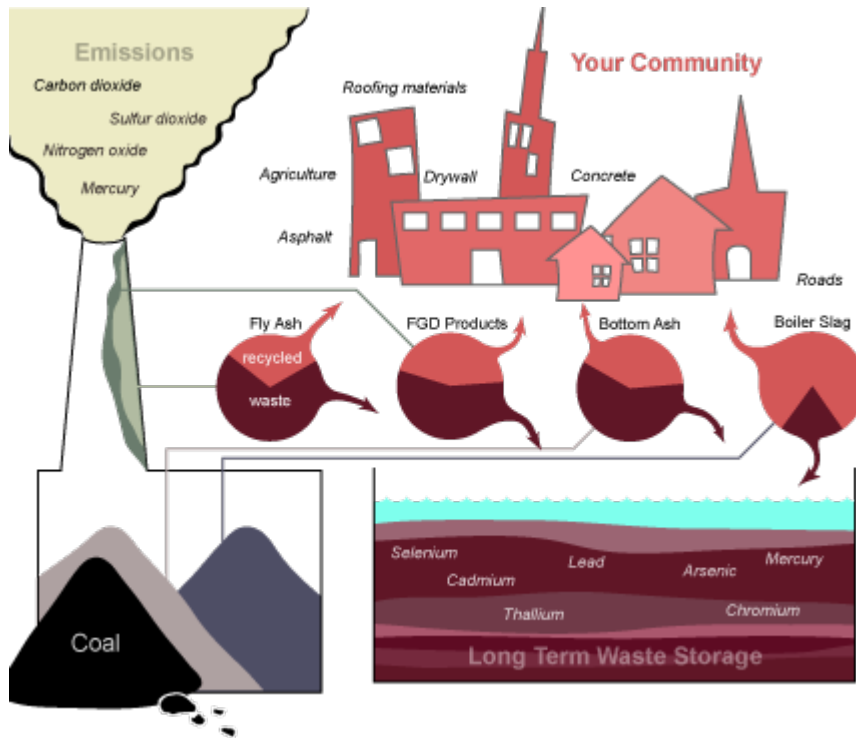 Emissions
Carbon dioxide
Sulfur dioxide
Nitrogen oxide
Mercury
Your Community
Roofing materials
Agriculture
Drywall
Concrete
Asphalt
Roads
Fly Ash
FGD Products
Bottom Ash
Boiler Slag
recycled
waste
Selenium
Cadmium
Lead
Arsenic
Mercury
Thallium
Chromium
Coal
Long Term Waste Storage